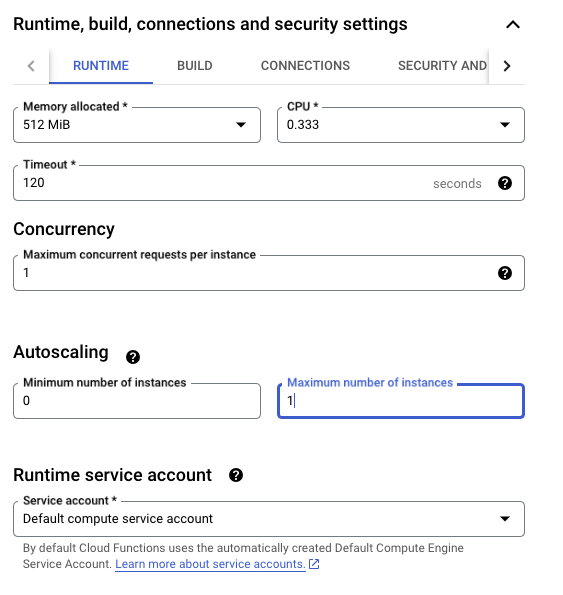 Runtime, build, connections and security settings
RUNTIME BUILD CONNECTIONS SECURITY AND
Memory allocated * CPU *
512 MiB 0.333
Timeout *
120 seconds
Concurrency
Maximum concurrent requests per instance
1
Autoscaling
Minimum number of instances Maximum number of instances
0 1
Runtime service account
Service account *
Default compute service account
By default Cloud Functions uses the automatically created Default Compute Engine
Service Account. Learn more about service accounts.